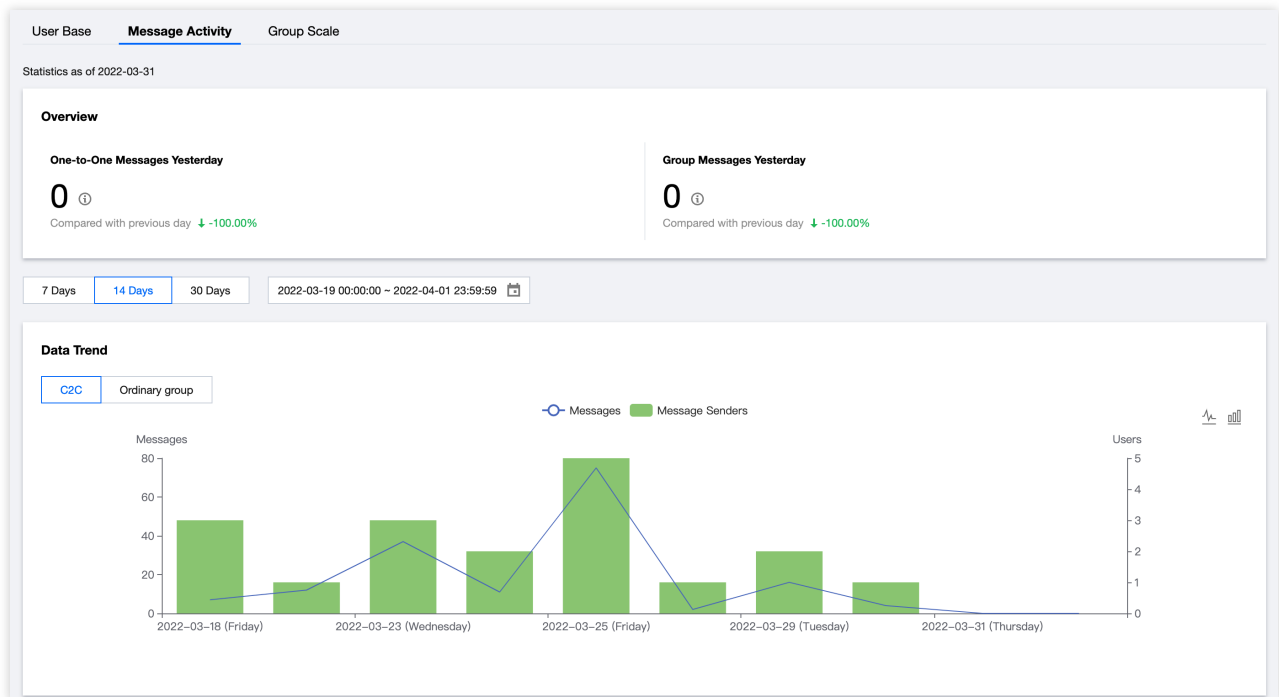 User Base Message Activity Group Scale
Statistics as of 2022-03-31
Overview
One-to-One Messages Yesterday
0
Compared with previous day ↓ -100.00%
Group Messages Yesterday
0
Compared with previous day ↓ -100.00%
7 Days 14 Days 30 Days 2022-03-19 00:00:00 ~ 2022-04-01 23:59:59
Data Trend
C2C Ordinary group
Messages Message Senders
Messages Users
80 5
4
60
3
40
2
20
1
0 0
2022-03-18 (Friday) 2022-03-23 (Wednesday) 2022-03-25 (Friday) 2022-03-29 (Tuesday) 2022-03-31 (Thursday)